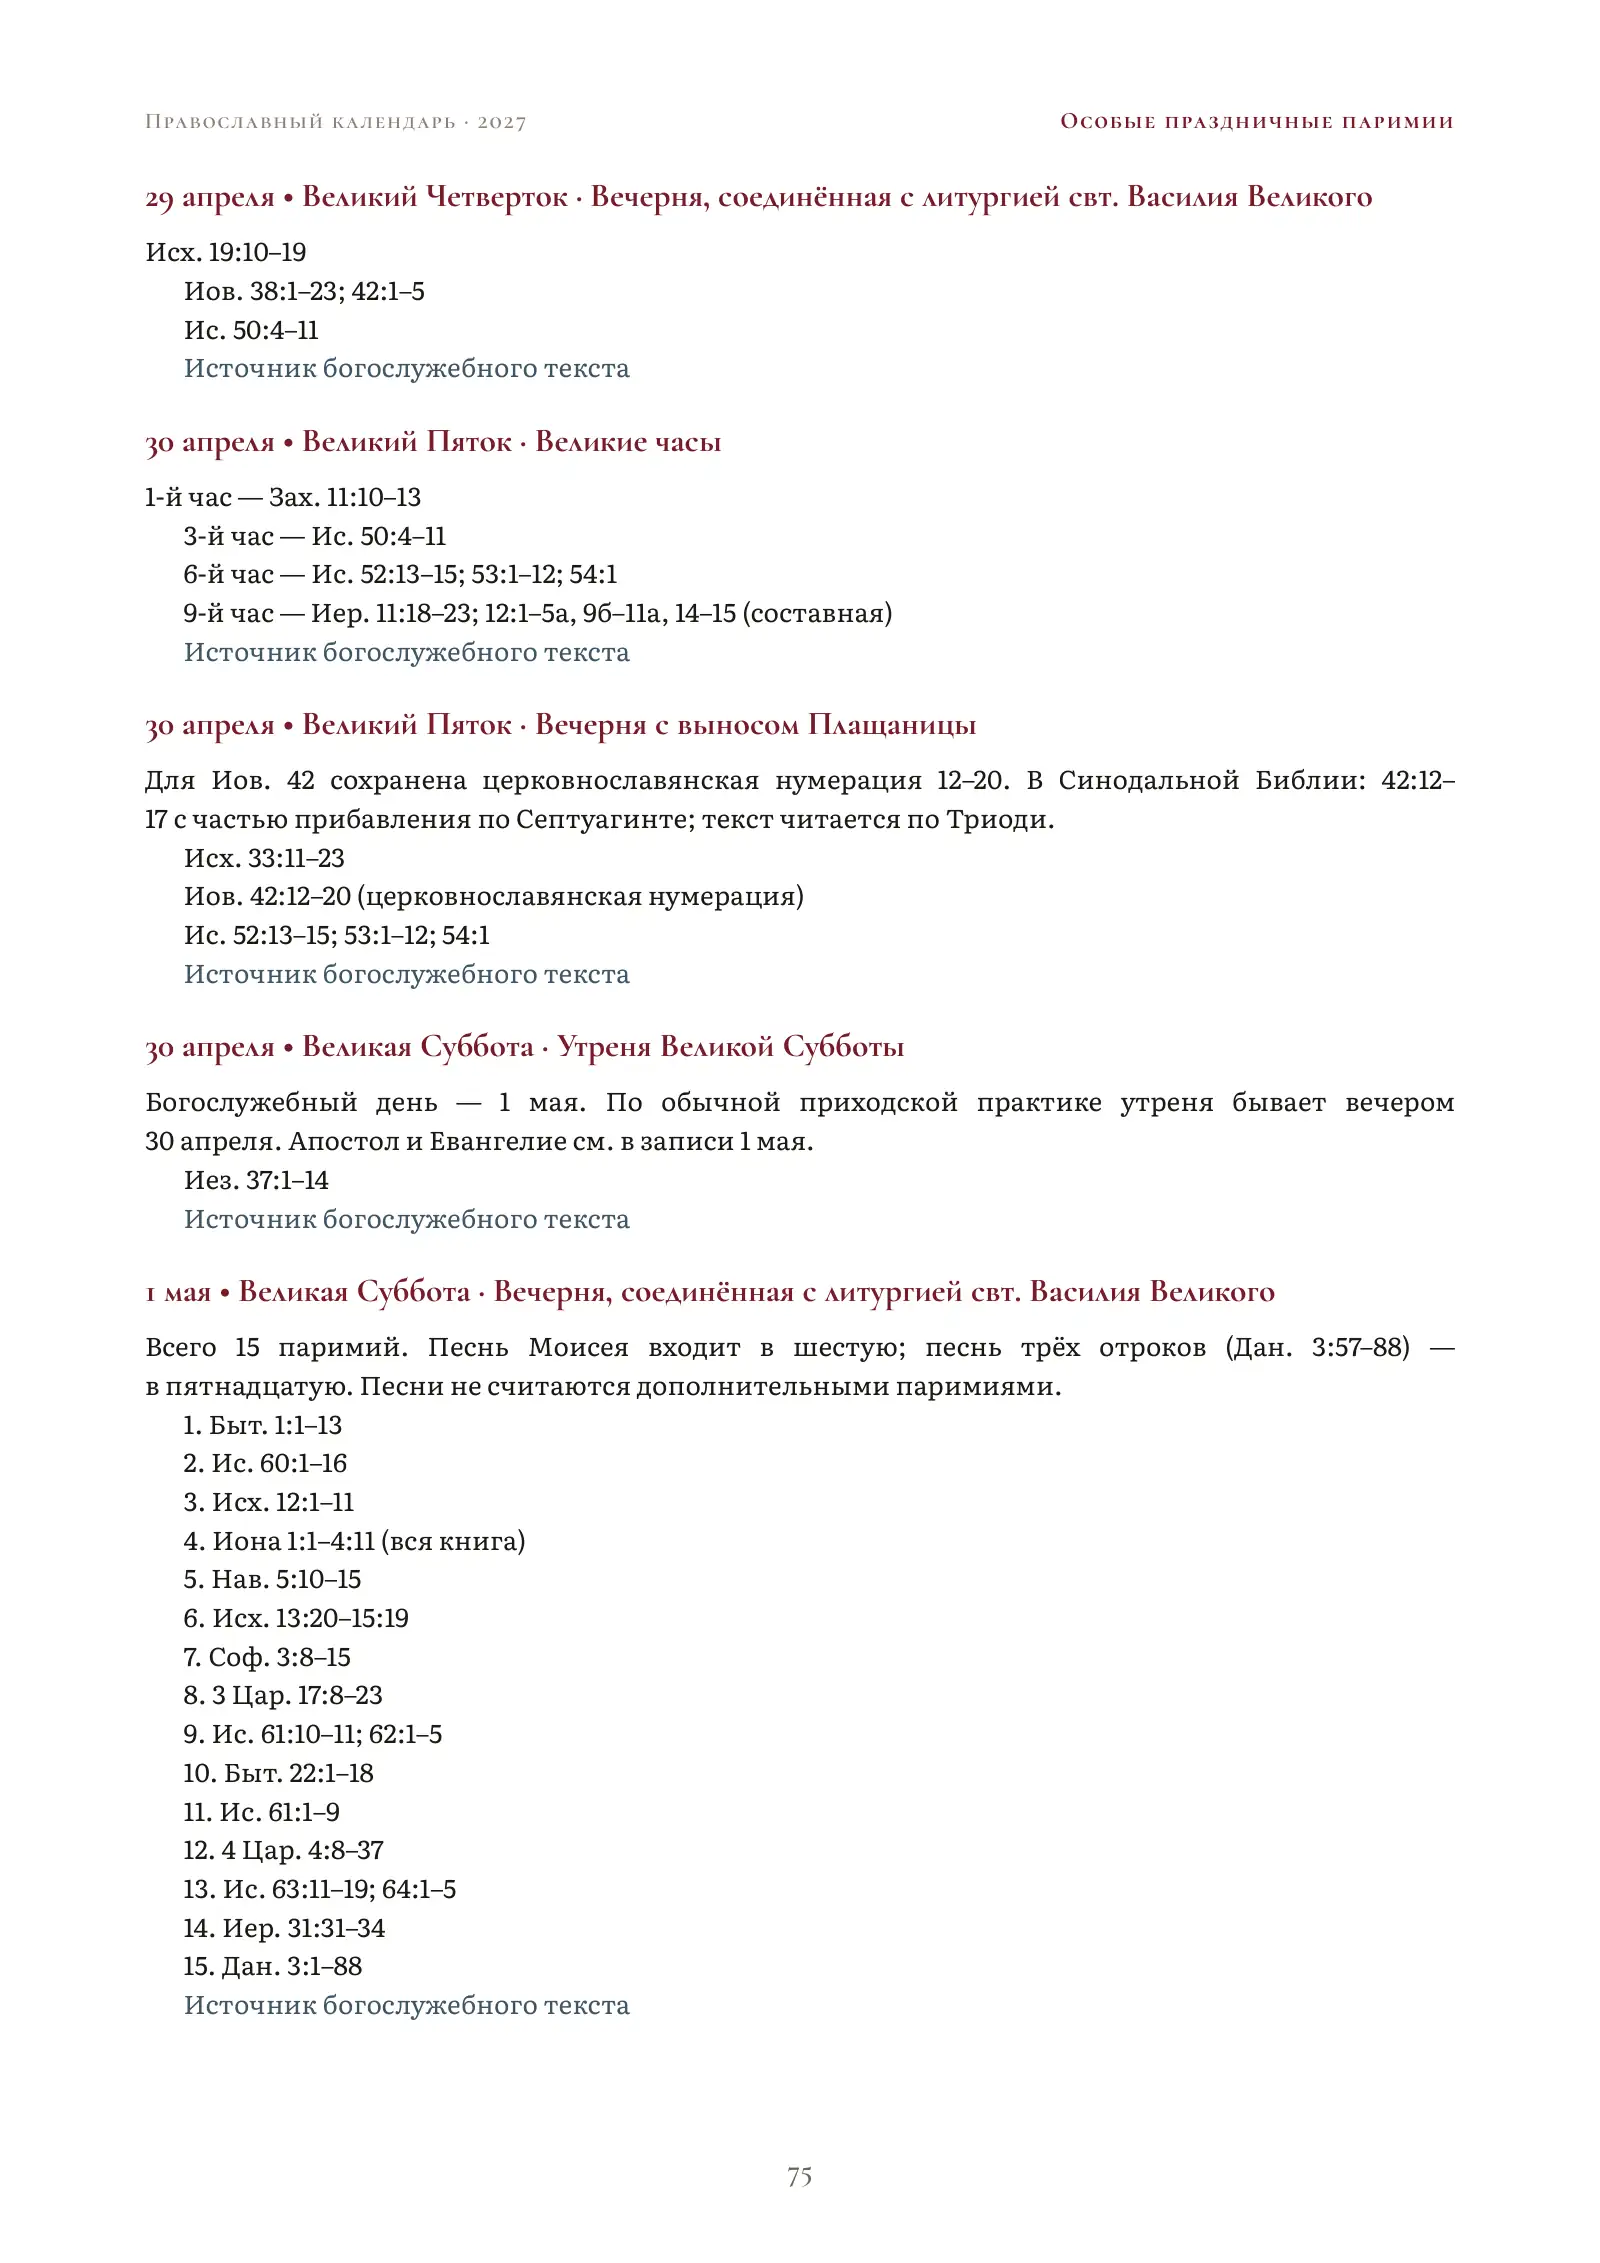 Православный календарь · 2027
Особые праздничные паримии
29 апреля • Великий Четверток · Вечерня, соединённая с литургией свт. Василия Великого
Исх. 19:10–19
Иов. 38:1–23; 42:1–5
Ис. 50:4–11
Источник богослужебного текста
30 апреля • Великий Пяток · Великие часы
1-й час — Зах. 11:10–13
3-й час — Ис. 50:4–11
6-й час — Ис. 52:13–15; 53:1–12; 54:1
9-й час — Иер. 11:18–23; 12:1–5а, 9б–11а, 14–15 (составная)
Источник богослужебного текста
30 апреля • Великий Пяток · Вечерня с выносом Плащаницы
Для Иов. 42 сохранена церковнославянская нумерация 12–20. В Синодальной Библии: 42:12–
17 с частью прибавления по Септуагинте; текст читается по Триоди.
Исх. 33:11–23
Иов. 42:12–20 (церковнославянская нумерация)
Ис. 52:13–15; 53:1–12; 54:1
Источник богослужебного текста
30 апреля • Великая Суббота · Утреня Великой Субботы
Богослужебный день — 1 мая. По обычной приходской практике утреня бывает вечером
30 апреля. Апостол и Евангелие см. в записи 1 мая.
Иез. 37:1–14
Источник богослужебного текста
1 мая • Великая Суббота · Вечерня, соединённая с литургией свт. Василия Великого
Всего 15 паримий. Песнь Моисея входит в шестую; песнь трёх отроков (Дан. 3:57–88) —
в пятнадцатую. Песни не считаются дополнительными паримиями.
1. Быт. 1:1–13
2. Ис. 60:1–16
3. Исх. 12:1–11
4. Иона 1:1–4:11 (вся книга)
5. Нав. 5:10–15
6. Исх. 13:20–15:19
7. Соф. 3:8–15
8. 3 Цар. 17:8–23
9. Ис. 61:10–11; 62:1–5
10. Быт. 22:1–18
11. Ис. 61:1–9
12. 4 Цар. 4:8–37
13. Ис. 63:11–19; 64:1–5
14. Иер. 31:31–34
15. Дан. 3:1–88
Источник богослужебного текста
75